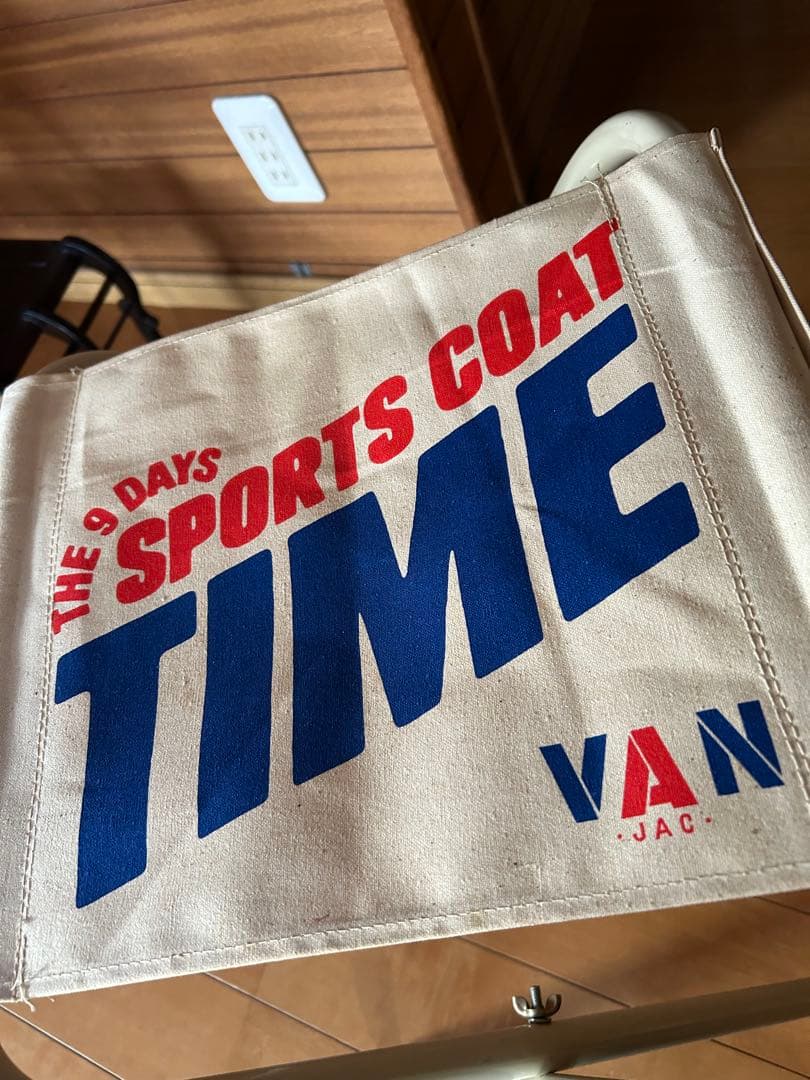 THE 9 DAYS
SPORTS COAT
TIME
VAN
·JAC·